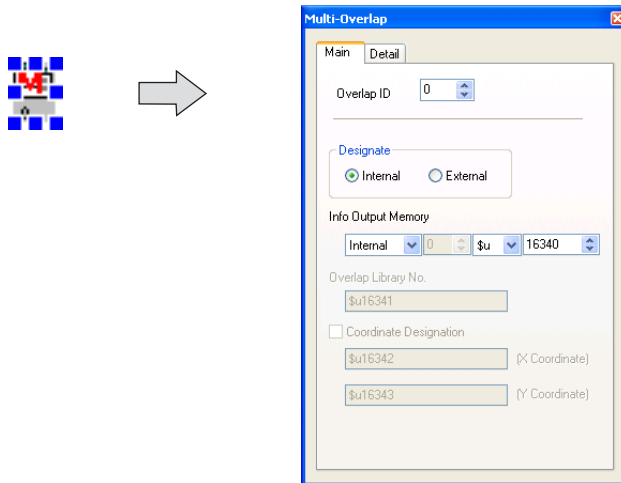 Multi-Overlap
Main Detail
Overlap ID 0
Designate
Internal External
Info Output Memory
Internal 0 $u 16340
Overlap Library No.
$u16341
Coordinate Designation
$u16342 (X Coordinate)
$u16343 (Y Coordinate)